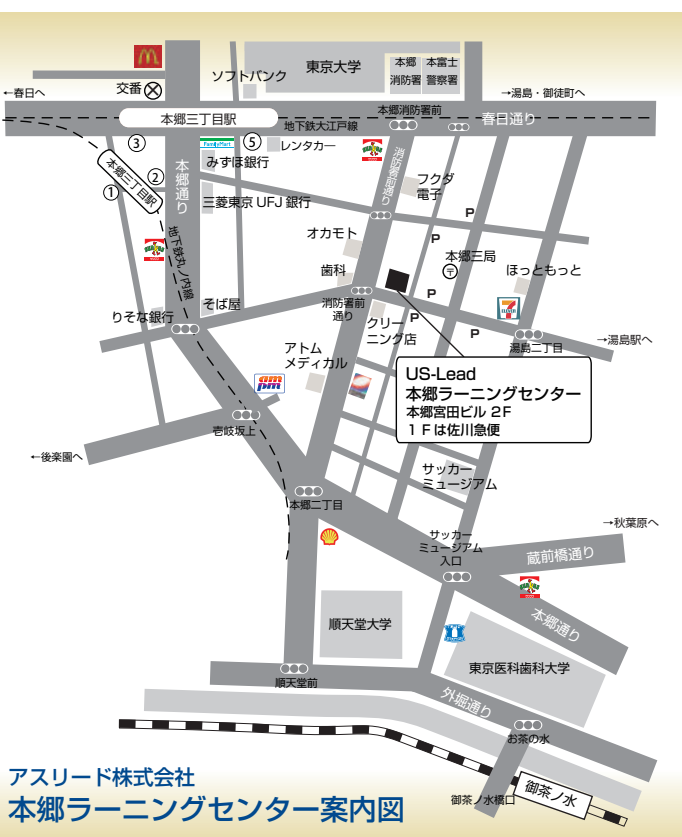 交番
ソフトバンク
東京大学
本郷
消防署
本富士
警察署
←春日へ
→湯島・御徒町へ
本郷三丁目駅
地下鉄大江戸線
本郷消防署前
春日通り
③
⑤
FamilyMart
レンタカー
みずほ銀行
消防署前通り
本郷三丁目駅
②
①
本郷通り
フクダ
電子
三菱東京UFJ銀行
P
オカモト
P
地下鉄丸ノ内線
本郷三局
〒
歯科
ほっともっと
P
消防署前
通り
そば屋
りそな銀行
P
クリー
ニング店
P
7
ELEVEN
湯島二丁目
→湯島駅へ
アトム
メディカル
US-Lead
本郷ラーニングセンター
本郷宮田ビル 2F
1Fは佐川急便
am
pm
壱岐坂上
←後楽園へ
サッカー
ミュージアム
本郷二丁目
サッカー
ミュージアム
入口
→秋葉原へ
蔵前橋通り
順天堂大学
本郷通り
東京医科歯科大学
順天堂前
外堀通り
お茶の水
御茶ノ水
御茶ノ水橋口
アスリード株式会社
本郷ラーニングセンター案内図